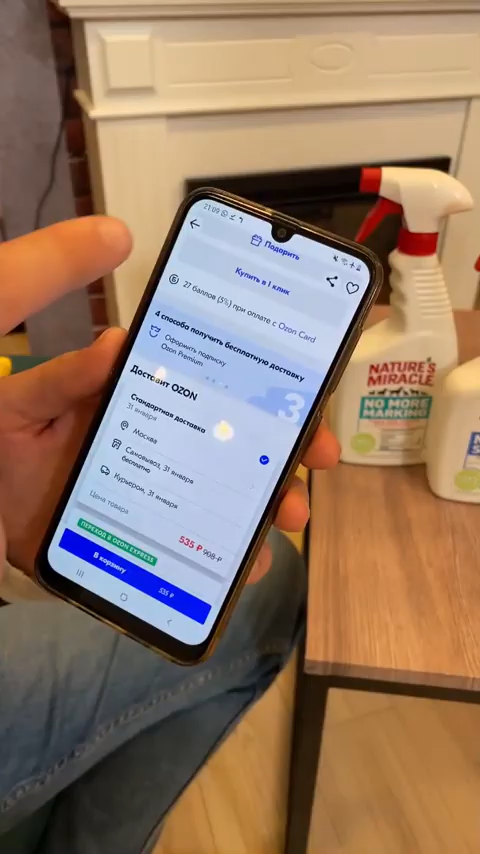 21:09
Подарить
Купить в 1 клик
27 баллов (5%) при оплате с Ozon Card
4 способа получить бесплатную доставку
Оформить подписку
Ozon Premium
3
Доставит OZON
Стандартная доставка
31 января
Москва
Самовывоз, 31 января
бесплатно
Курьером, 31 января
Цена товара
535 ₽ 908 ₽
ПЕРЕХОД В OZON EXPRESS
В корзину 535 ₽
NATURE'S
MIRACLE
NO MORE
MARKING